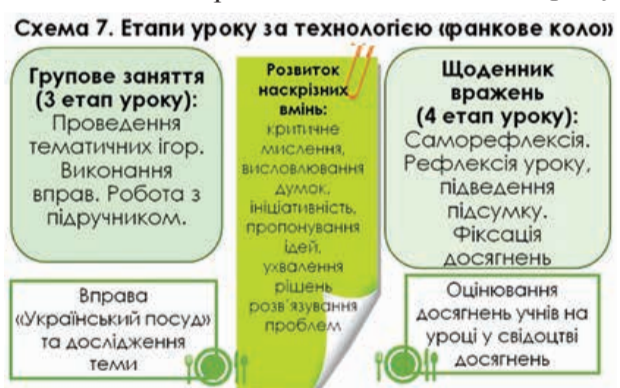 Схема 7. Етапи уроку за технологією «фанкове коло»
Групове заняття
(3 етап уроку):
Проведення
тематичних ігор.
Виконання
вправ. Робота з
підручником.
Вправа
«Український посуд»
та дослідження
теми
Розвиток
наскрізних
вмінь:
критичне
мислення,
висловлювання
думок,
ініціативність,
пропонування
ідей,
ухвалення
рішень
розв'язування
проблем
Щоденник
вражень
(4 етап уроку):
Саморефлексія.
Рефлексія уроку,
підведення
підсумку.
Фіксація
досягнень
Оцінювання
досягнень учнів на
уроці у свідоцтві
досягнень